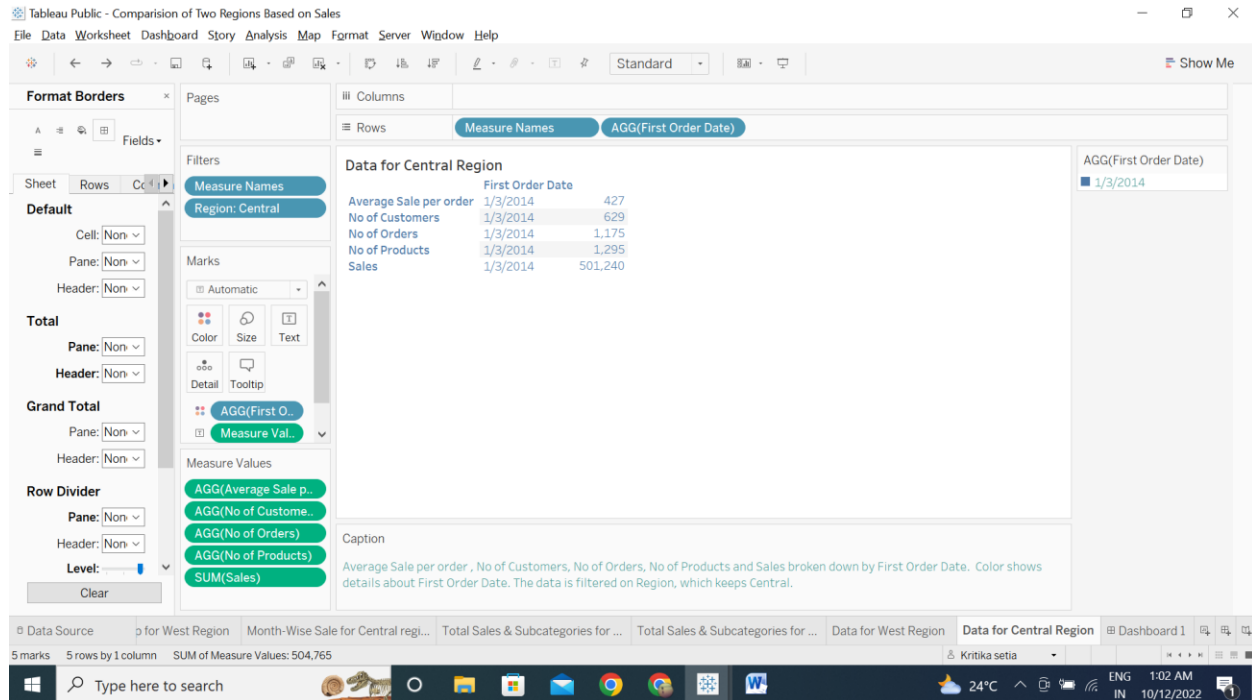 Tableau Public - Comparision of Two Regions Based on Sales
File Data Worksheet Dashboard Story Analysis Map Format Server Window Help
Standard
Show Me
Format Borders
Fields
Sheet Rows
Default
Cell: Non
Pane: Non
Header: Non
Total
Pane: Non
Header: Non
Grand Total
Pane: Non
Header: Non
Row Divider
Pane: Non
Header: Non
Level:
Clear
Pages
Filters
Measure Names
Region: Central
Marks
Automatic
Color Size Text
Detail Tooltip
AGG(First O..
Measure Val..
Measure Values
AGG(Average Sale p..
AGG(No of Custome..
AGG(No of Orders)
AGG(No of Products)
SUM(Sales)
Columns
Rows Measure Names AGG(First Order Date)
Data for Central Region
First Order Date
Average Sale per order 1/3/2014 427
No of Customers 1/3/2014 629
No of Orders 1/3/2014 1,175
No of Products 1/3/2014 1,295
Sales 1/3/2014 501,240
AGG(First Order Date)
1/3/2014
Caption
Average Sale per order , No of Customers, No of Orders, No of Products and Sales broken down by First Order Date. Color shows
details about First Order Date. The data is filtered on Region, which keeps Central.
Data Source p for West Region Month-Wise Sale for Central regi... Total Sales & Subcategories for ... Total Sales & Subcategories for ... Data for West Region Data for Central Region Dashboard 1
5 marks 5 rows by 1 column SUM of Measure Values: 504,765 Kritika setia
Type here to search 24°C ENG 1:02 AM
IN 10/12/2022